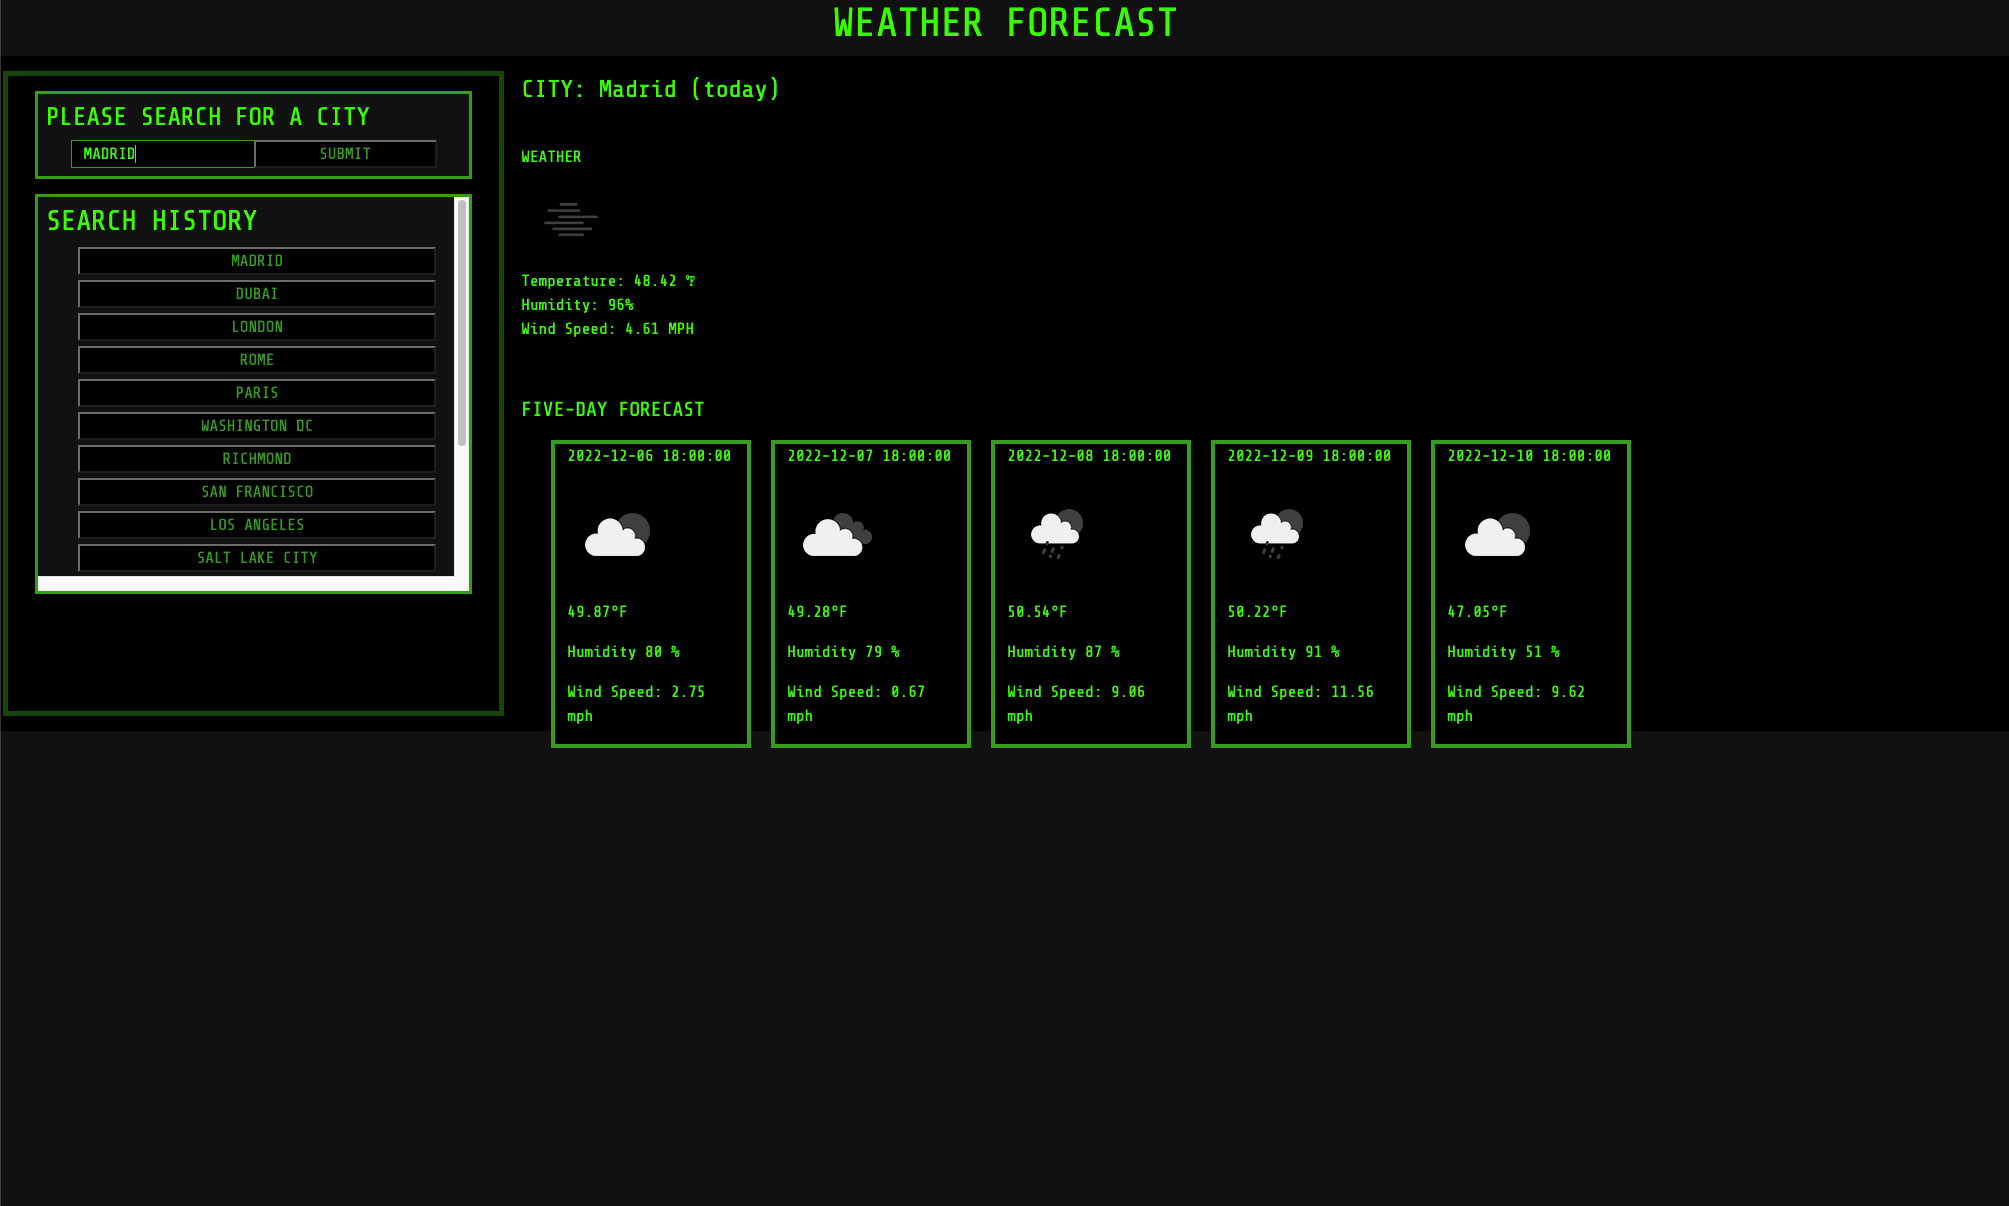 WEATHER FORECAST
PLEASE SEARCH FOR A CITY
MADRID
SUBMIT
SEARCH HISTORY
MADRID
DUBAI
LONDON
ROME
PARIS
WASHINGTON DC
RICHMOND
SAN FRANCISCO
LOS ANGELES
SALT LAKE CITY
CITY: Madrid (today)
WEATHER
Temperature: 48.42 °F
Humidity: 96%
Wind Speed: 4.61 MPH
FIVE-DAY FORECAST
2022-12-06 18:00:00
49.87°F
Humidity 80 %
Wind Speed: 2.75
mph
2022-12-07 18:00:00
49.28°F
Humidity 79 %
Wind Speed: 0.67
mph
2022-12-08 18:00:00
50.54°F
Humidity 87 %
Wind Speed: 9.06
mph
2022-12-09 18:00:00
50.22°F
Humidity 91 %
Wind Speed: 11.56
mph
2022-12-10 18:00:00
47.05°F
Humidity 51 %
Wind Speed: 9.62
mph